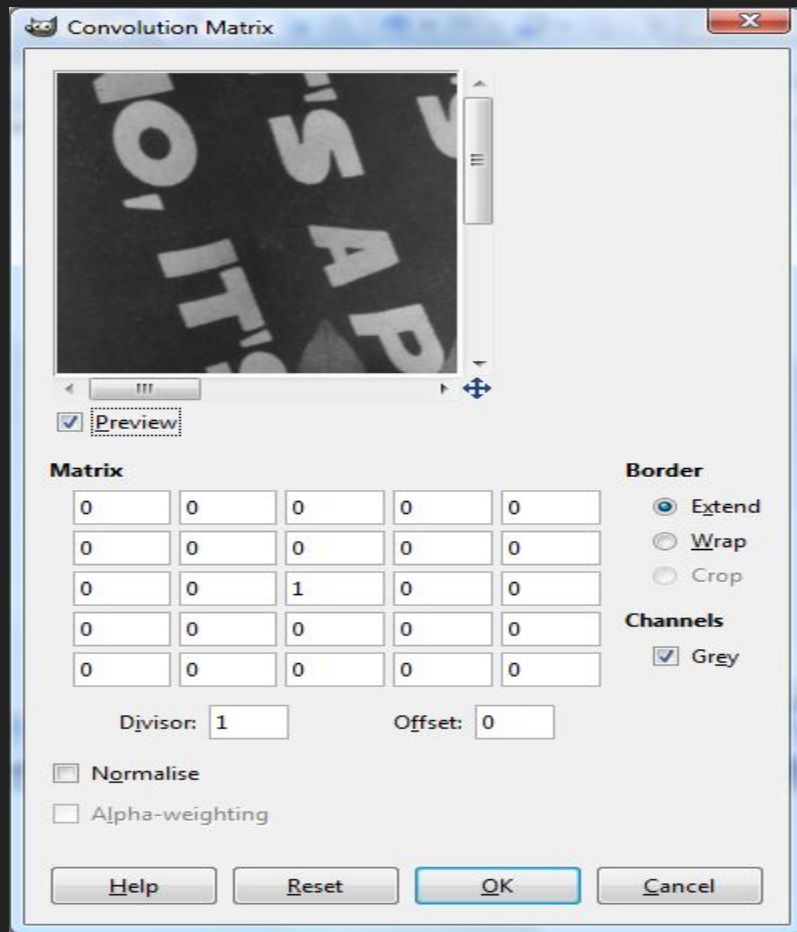 Convolution Matrix
NO,
IT'S
'S
A P
S
Preview
Matrix
0 0 0 0 0
0 0 0 0 0
0 0 1 0 0
0 0 0 0 0
0 0 0 0 0
Divisor: 1 Offset: 0
Normalise
Alpha-weighting
Border
Extend
Wrap
Crop
Channels
Grey
Help Reset OK Cancel